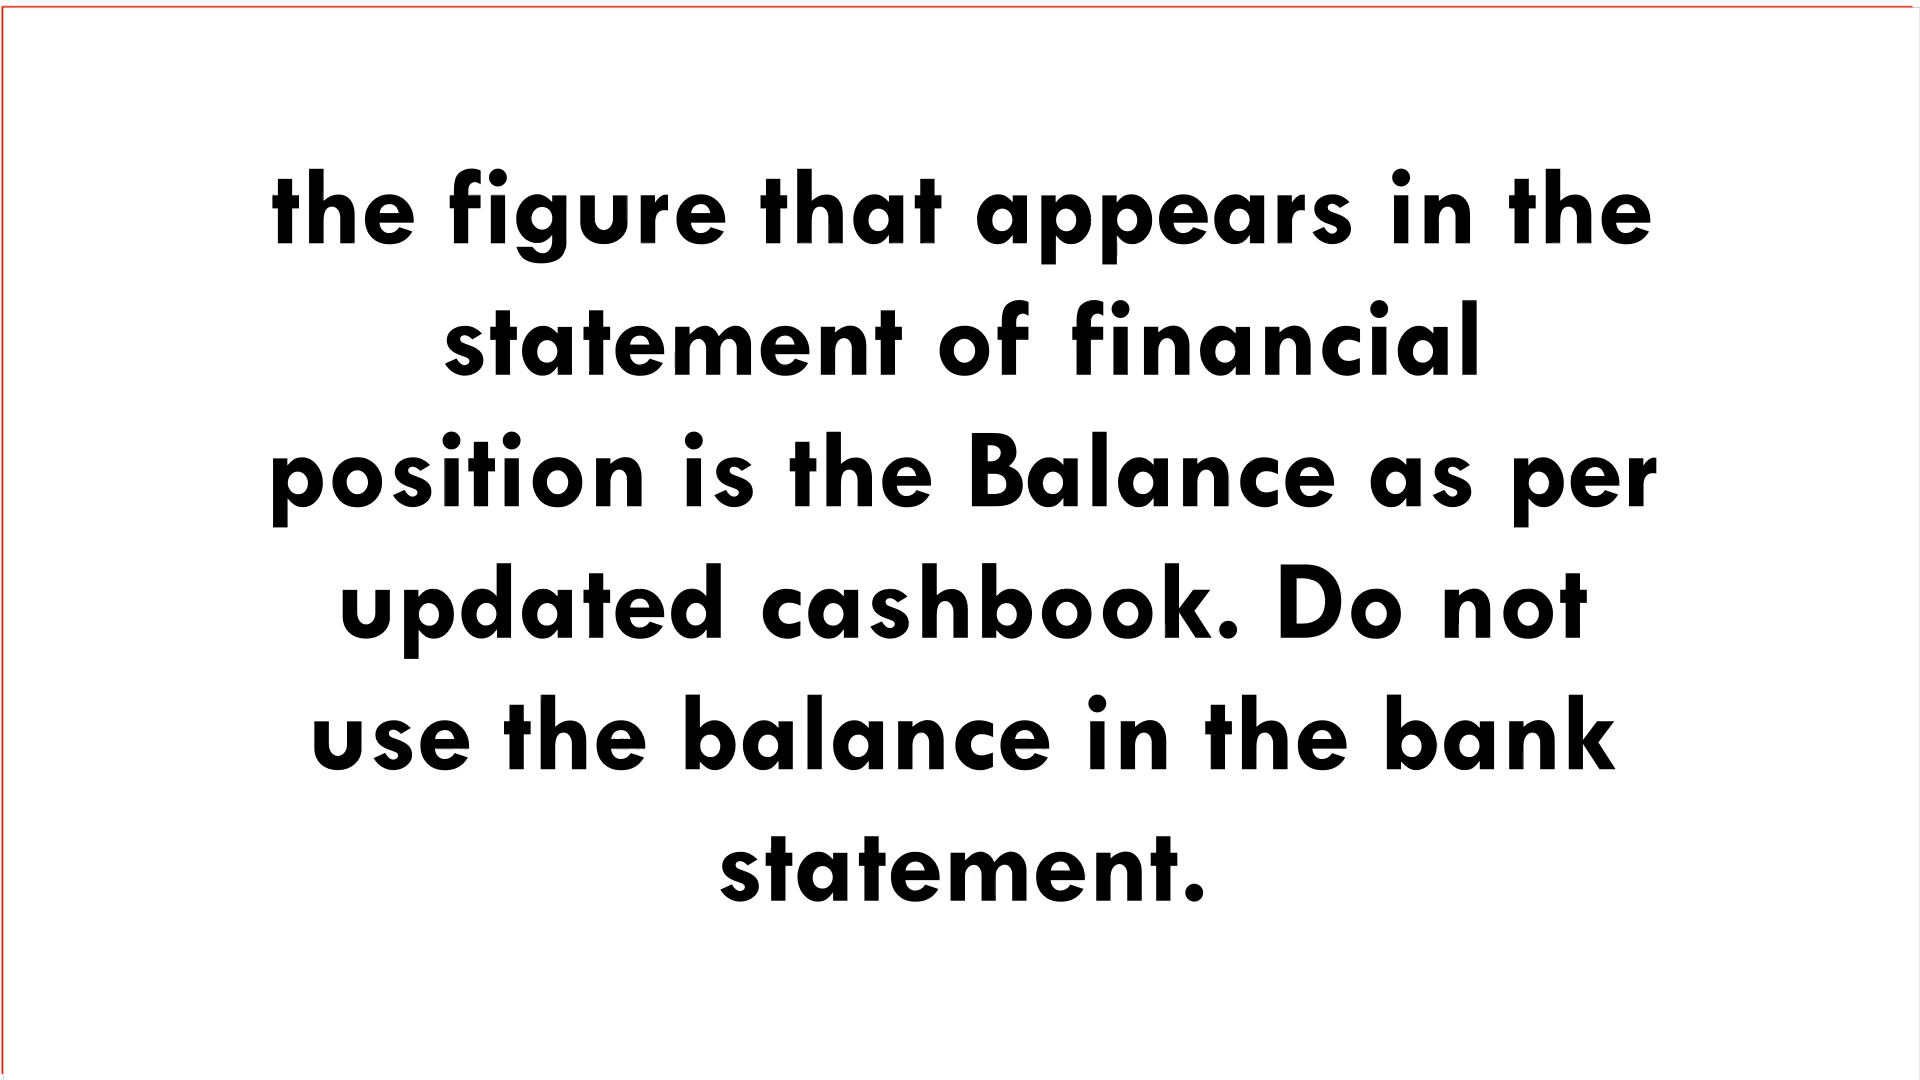 the figure that appears in the
statement of financial
position is the Balance as per
updated cashbook. Do not
use the balance in the bank
statement.